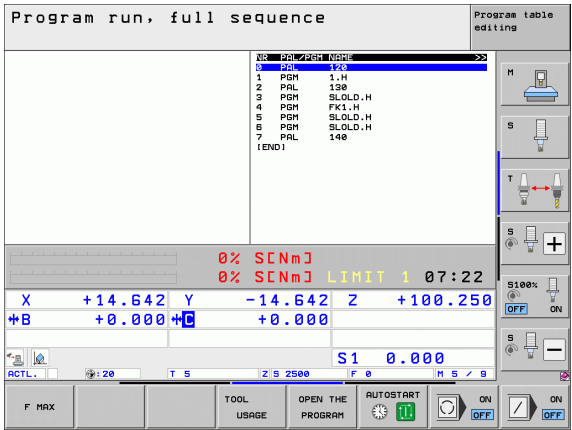 Program run, full sequence
Program table editing
NR PAL/PGM NAME >>
0 PAL 120
1 PGM 1.H
2 PAL 130
3 PGM SLOLD.H
4 PGM FK1.H
5 PGM SLOLD.H
6 PGM SLOLD.H
7 PAL 140
[END]
0% S[Nm]
0% S[Nm] LIMIT 1 07:22
X +14.642 Y -14.642 Z +100.250
B +0.000 C +0.000
S1 0.000
ACTL. : 20 T 5 Z S 2500 F 0 M 5 / 9
M
S
T
S
+
S100%
OFF ON
S
−
F MAX
TOOL USAGE
OPEN THE PROGRAM
AUTOSTART
ON
OFF
ON
OFF